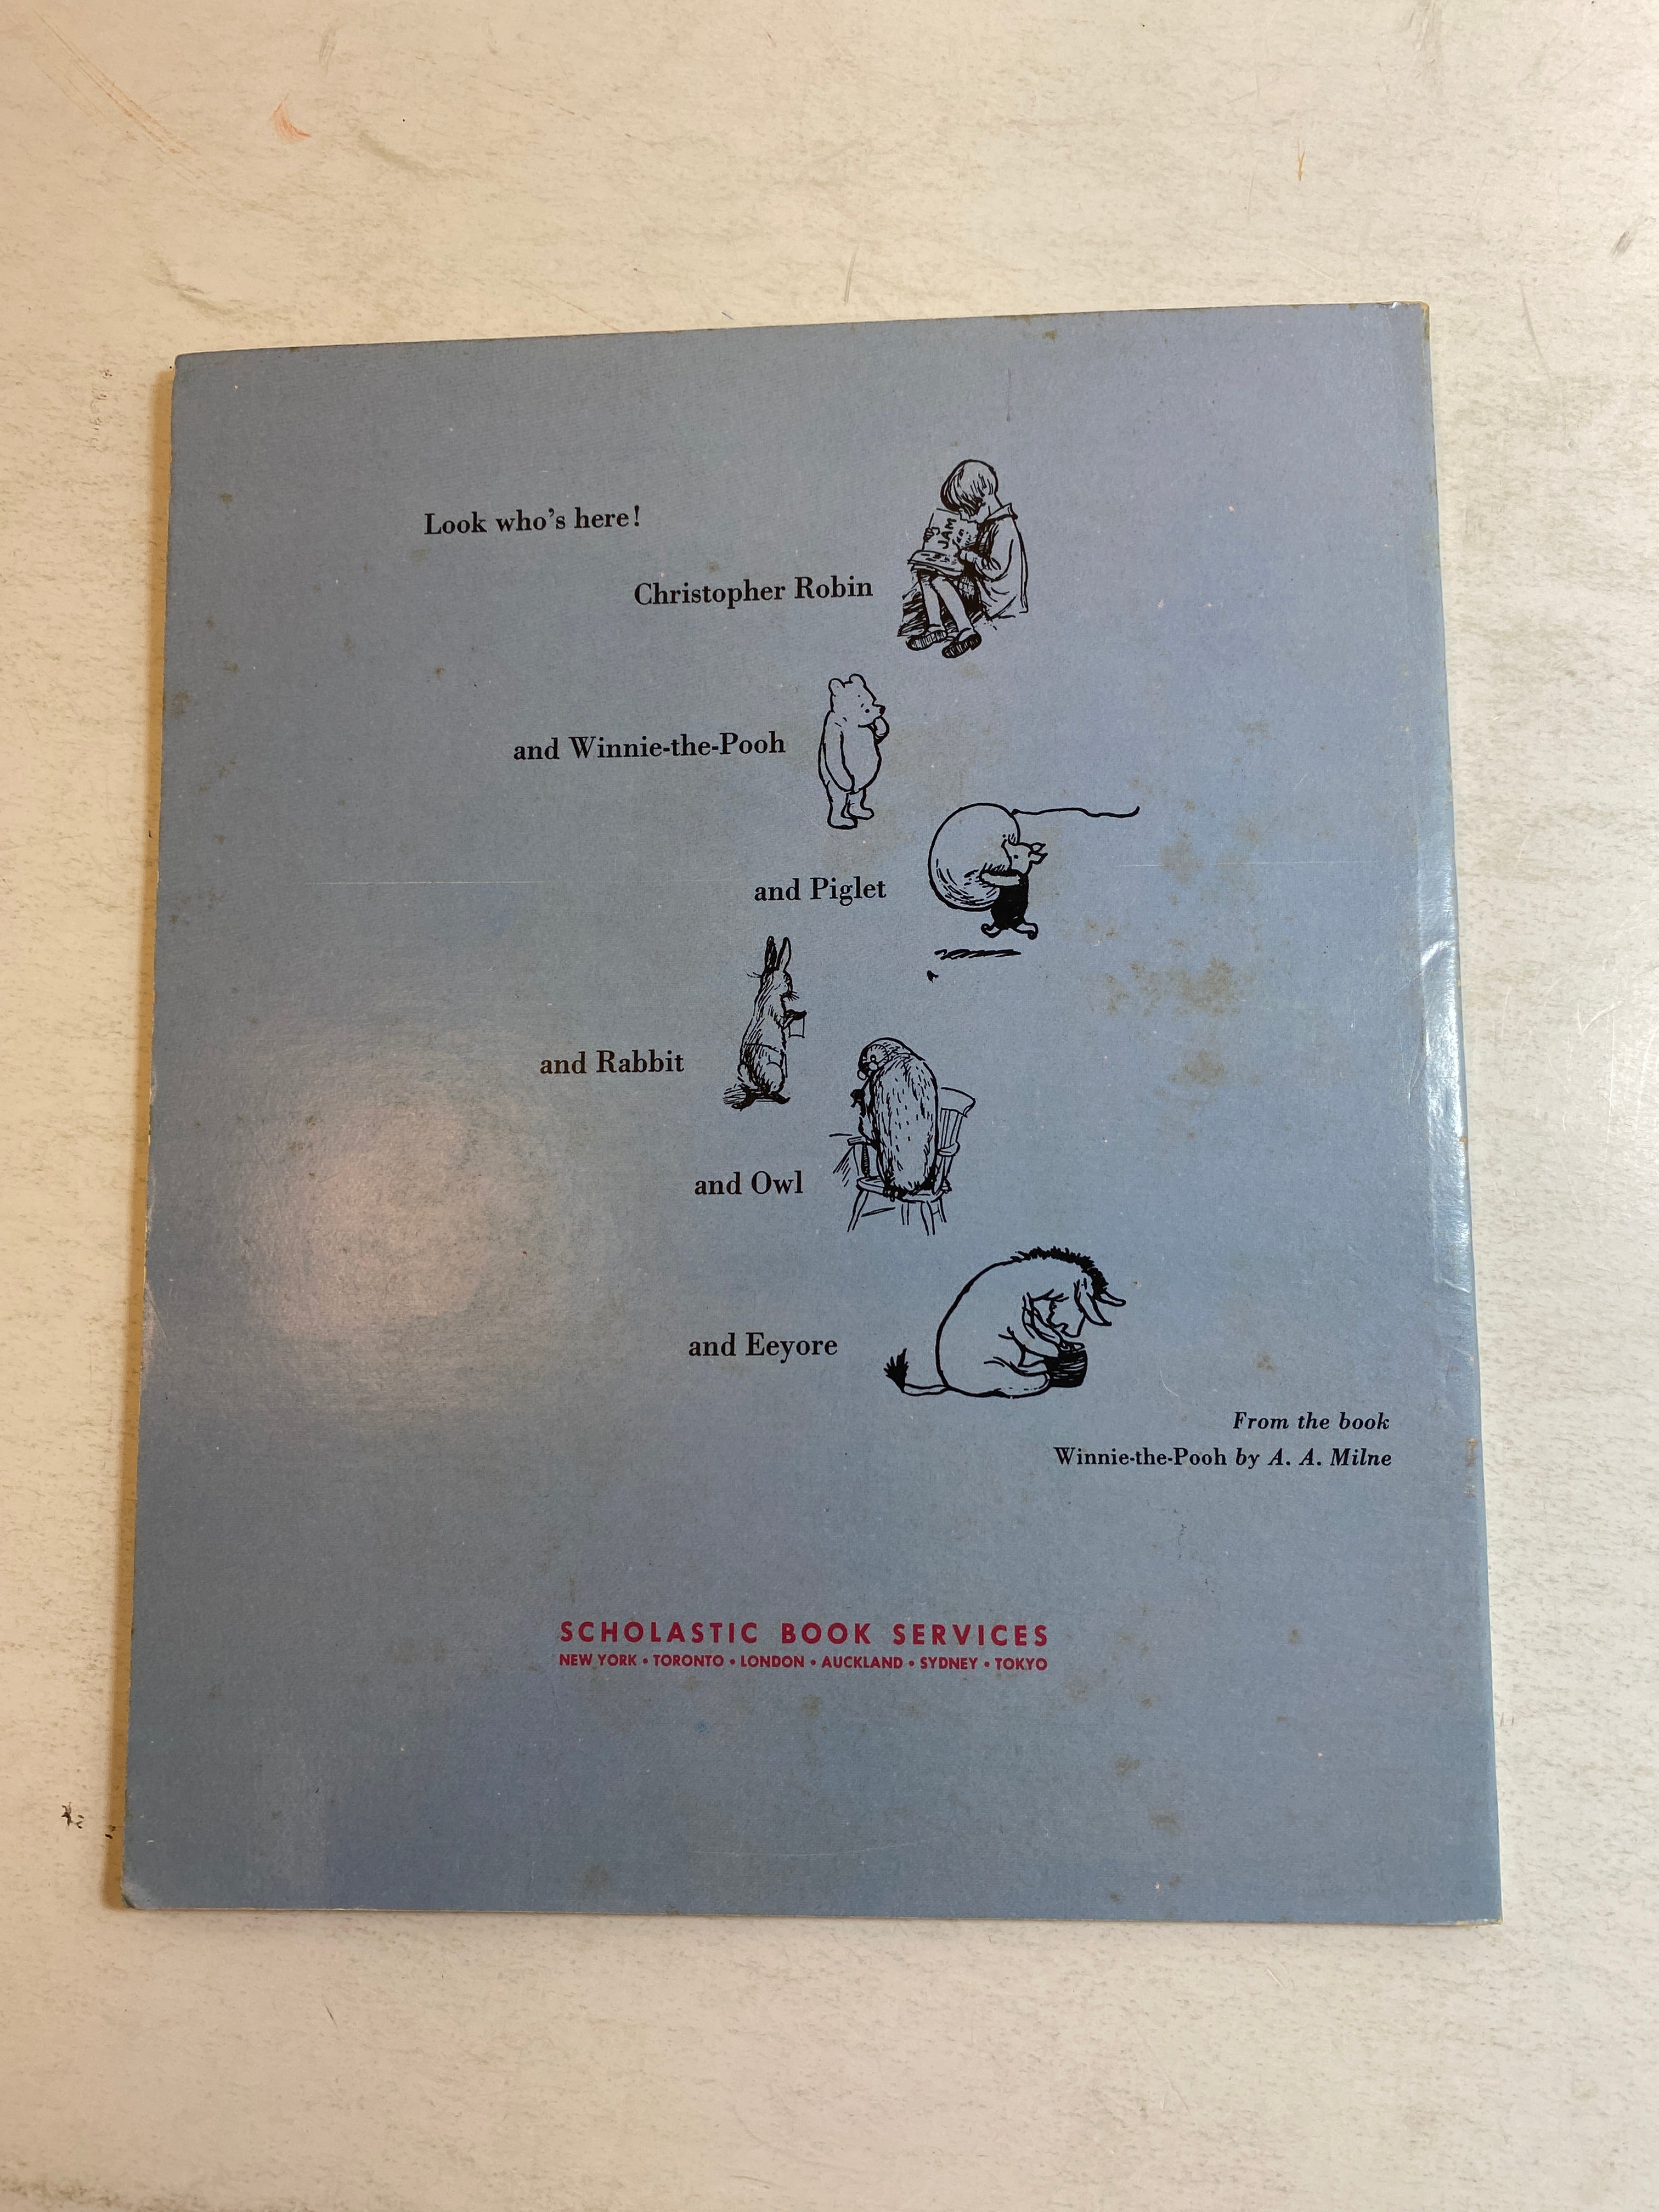 Look who's here!
JAM
Christopher Robin
and Winnie-the-Pooh
and Piglet
and Rabbit
and Owl
and Eeyore
From the book
Winnie-the-Pooh by A. A. Milne
SCHOLASTIC BOOK SERVICES
NEW YORK • TORONTO • LONDON • AUCKLAND • SYDNEY • TOKYO